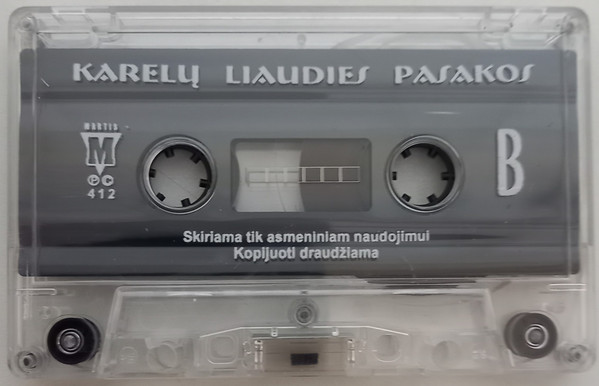 KARELŲ LIAUDIES PASAKOS
MARTIN
M
℗©
412
B
Skiriama tik asmeniniam naudojimui
Kopijuoti draudžiama